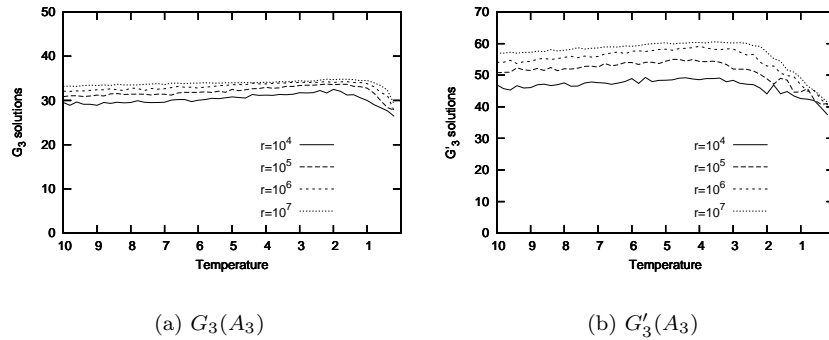 50
40
30
20
10
0
G3 solutions
r=10^4
r=10^5
r=10^6
r=10^7
10 9 8 7 6 5 4 3 2 1
Temperature
(a) G3(A3)
70
60
50
40
30
20
10
0
G'3 solutions
r=10^4
r=10^5
r=10^6
r=10^7
10 9 8 7 6 5 4 3 2 1
Temperature
(b) G'3(A3)